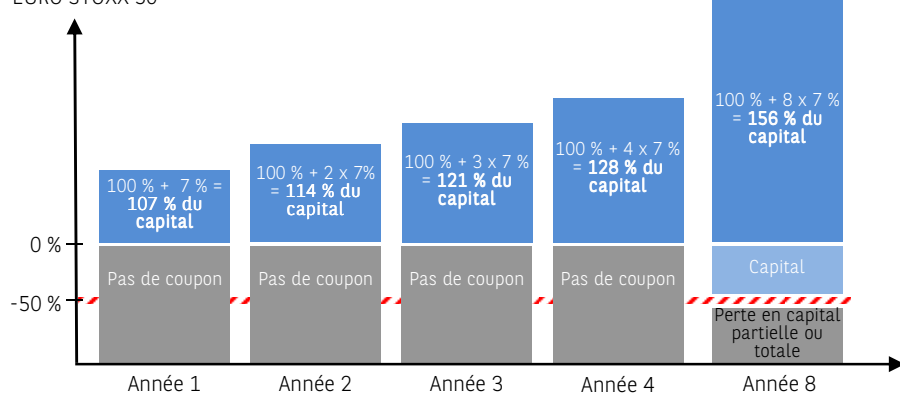 EURO STOXX 50
100 % + 7 % =
107 % du
capital
100 % + 2 x 7%
= 114 % du
capital
100 % + 3 x 7 %
= 121 % du
capital
100 % + 4 x 7 %
= 128 % du
capital
100 % + 8 x 7 %
= 156 % du
capital
0 %
Pas de coupon
Pas de coupon
Pas de coupon
Pas de coupon
Capital
-50 %
Perte en capital
partielle ou
totale
Année 1
Année 2
Année 3
Année 4
Année 8